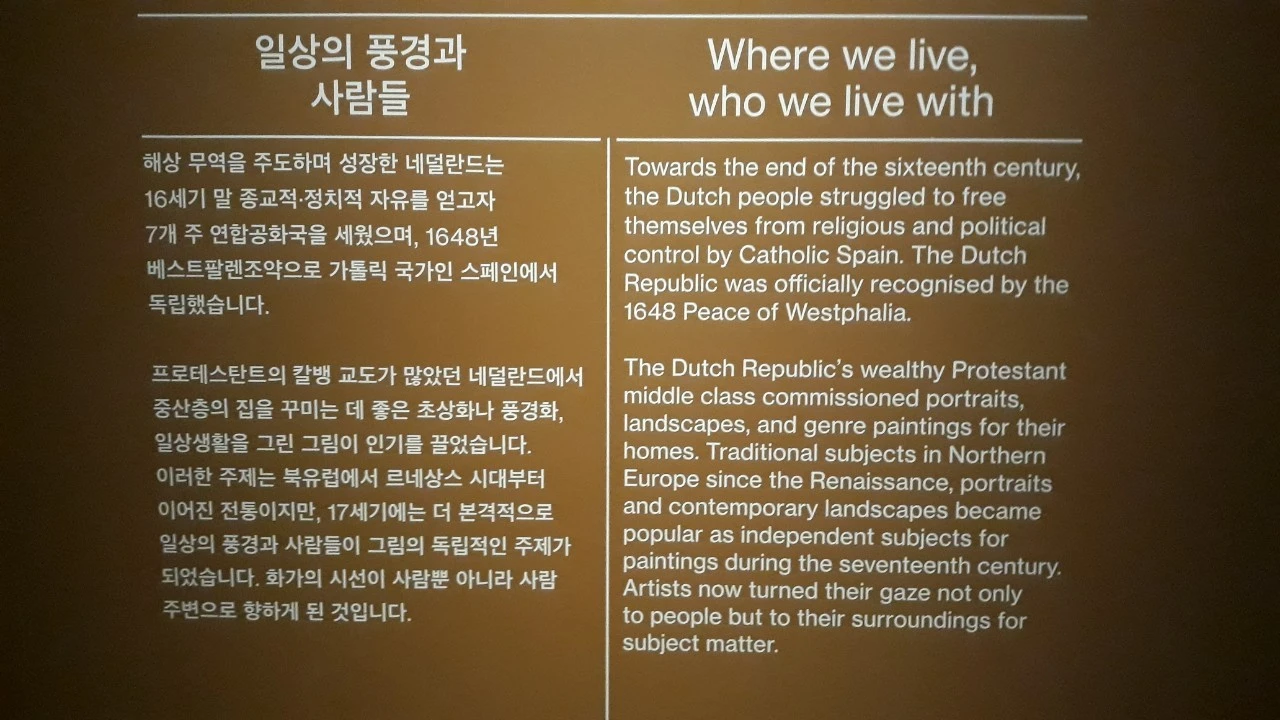 일상의 풍경과
사람들
해상 무역을 주도하며 성장한 네덜란드는
16세기 말 종교적·정치적 자유를 얻고자
7개 주 연합공화국을 세웠으며, 1648년
베스트팔렌조약으로 가톨릭 국가인 스페인에서
독립했습니다.
프로테스탄트의 칼뱅 교도가 많았던 네덜란드에서
중산층의 집을 꾸미는 데 좋은 초상화나 풍경화,
일상생활을 그린 그림이 인기를 끌었습니다.
이러한 주제는 북유럽에서 르네상스 시대부터
이어진 전통이지만, 17세기에는 더 본격적으로
일상의 풍경과 사람들이 그림의 독립적인 주제가
되었습니다. 화가의 시선이 사람뿐 아니라 사람
주변으로 향하게 된 것입니다.
Where we live,
who we live with
Towards the end of the sixteenth century,
the Dutch people struggled to free
themselves from religious and political
control by Catholic Spain. The Dutch
Republic was officially recognised by the
1648 Peace of Westphalia.
The Dutch Republic’s wealthy Protestant
middle class commissioned portraits,
landscapes, and genre paintings for their
homes. Traditional subjects in Northern
Europe since the Renaissance, portraits
and contemporary landscapes became
popular as independent subjects for
paintings during the seventeenth century.
Artists now turned their gaze not only
to people but to their surroundings for
subject matter.